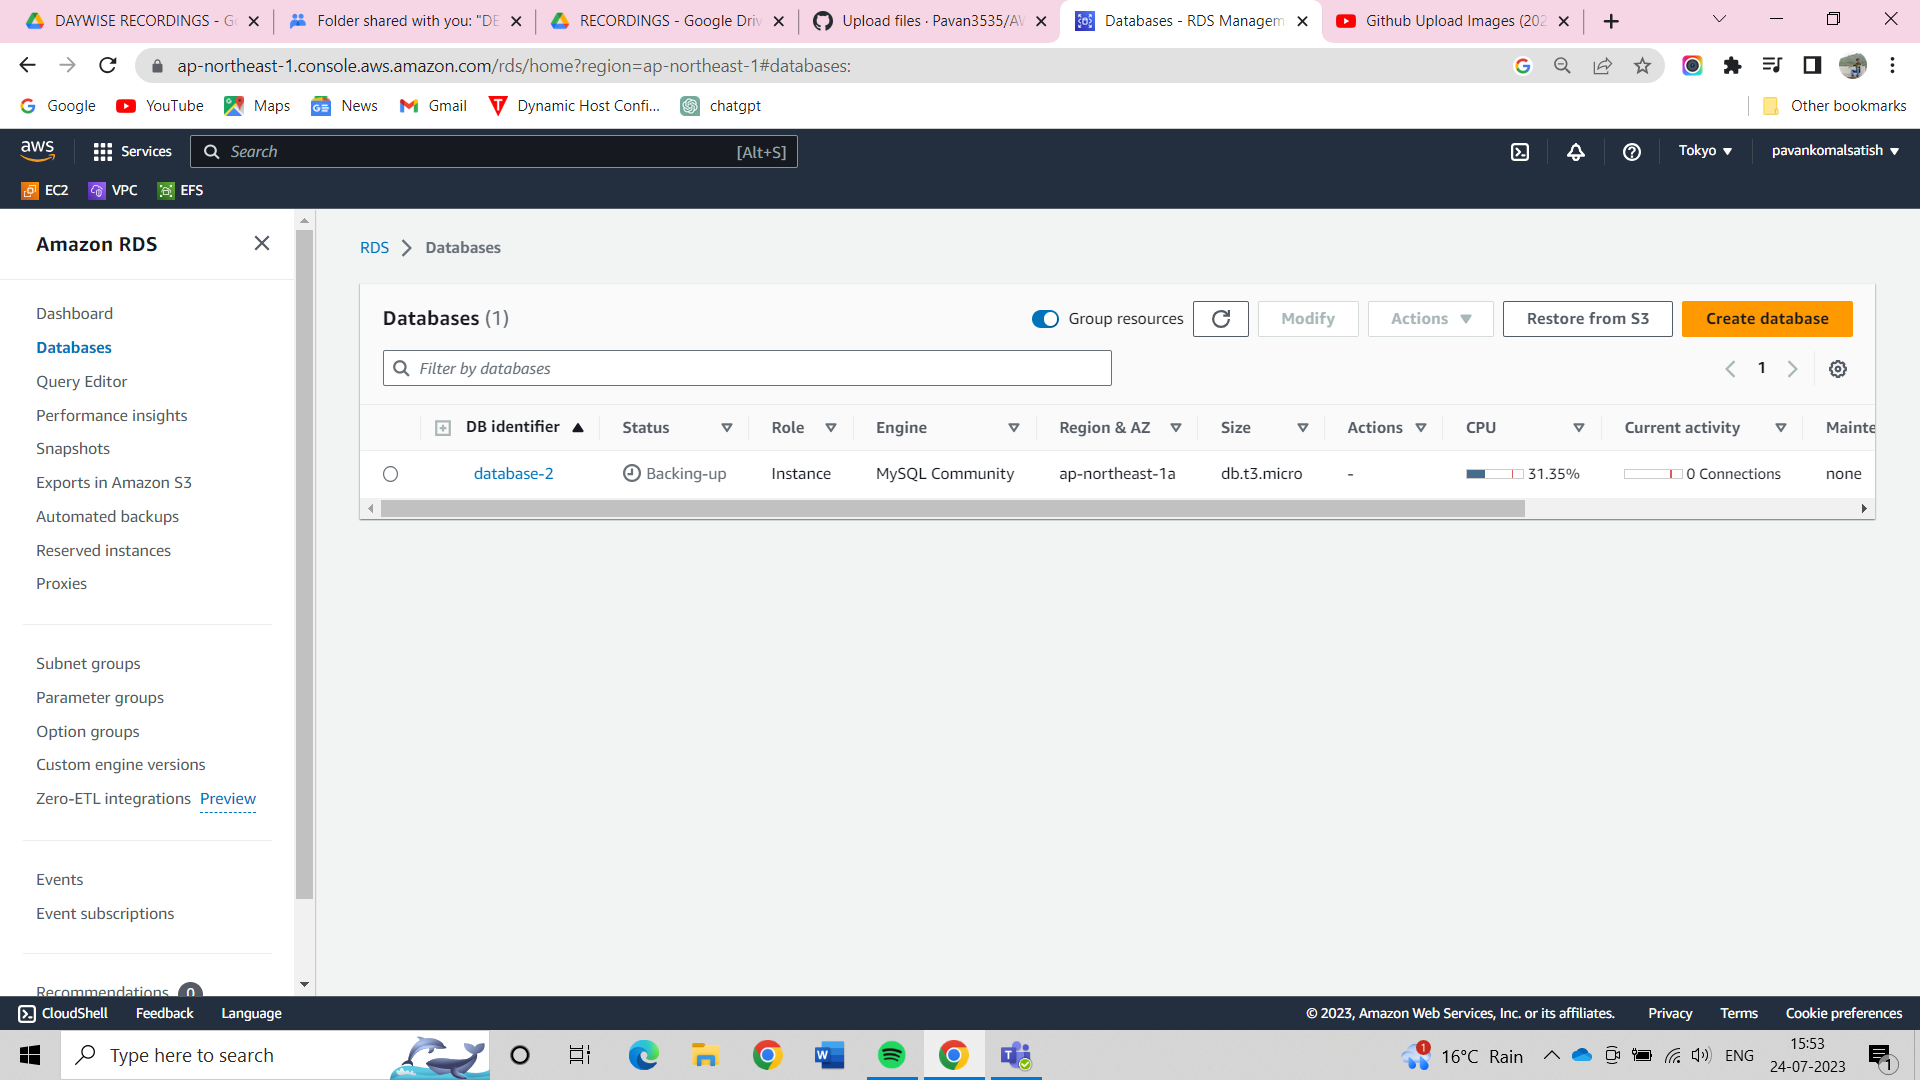 DAYWISE RECORDINGS - G
Folder shared with you: "DE
RECORDINGS - Google Driv
Upload files · Pavan3535/AV
Databases - RDS Managem
Github Upload Images (202
ap-northeast-1.console.aws.amazon.com/rds/home?region=ap-northeast-1#databases:
Google
YouTube
Maps
News
Gmail
Dynamic Host Confi...
chatgpt
Other bookmarks
aws
Services
Search
[Alt+S]
Tokyo
pavankomalsatish
EC2
VPC
EFS
Amazon RDS
Dashboard
Databases
Query Editor
Performance insights
Snapshots
Exports in Amazon S3
Automated backups
Reserved instances
Proxies
Subnet groups
Parameter groups
Option groups
Custom engine versions
Zero-ETL integrations Preview
Events
Event subscriptions
Recommendations 0
RDS > Databases
Databases (1)
Group resources
Modify
Actions
Restore from S3
Create database
Filter by databases
1
DB identifier Status Role Engine Region & AZ Size Actions CPU Current activity Mainte
database-2 Backing-up Instance MySQL Community ap-northeast-1a db.t3.micro - 31.35% 0 Connections none
CloudShell
Feedback
Language
© 2023, Amazon Web Services, Inc. or its affiliates.
Privacy
Terms
Cookie preferences
Type here to search
1
16°C Rain
ENG
15:53
24-07-2023
1